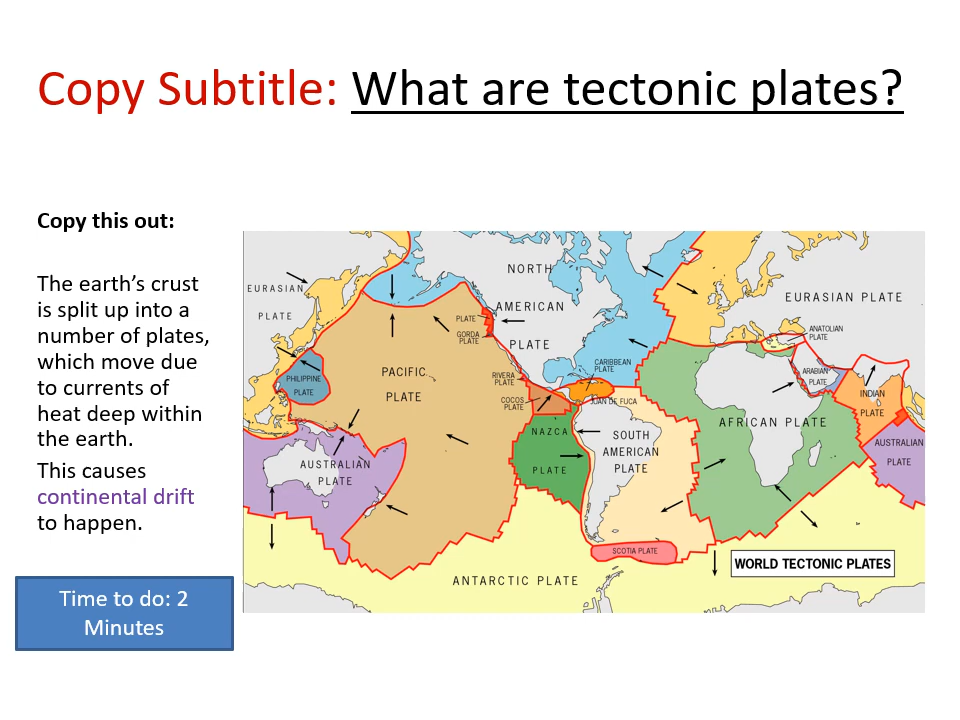 Copy Subtitle: What are tectonic plates?
Copy this out:
The earth’s crust
is split up into a
number of plates,
which move due
to currents of
heat deep within
the earth.
This causes
continental drift
to happen.
Time to do: 2
Minutes
EURASIAN
PLATE
NORTH
AMERICAN
PLATE
EURASIAN PLATE
PLATE
GORDA
PLATE
ANATOLIAN
PLATE
PHILIPPINE
PLATE
PACIFIC
PLATE
RIVERA
PLATE
CARIBBEAN
PLATE
COCOS
PLATE
JUAN DE FUCA
ARABIAN
PLATE
INDIAN
PLATE
AFRICAN PLATE
NAZCA
PLATE
SOUTH
AMERICAN
PLATE
AUSTRALIAN
PLATE
AUSTRALIAN
PLATE
SCOTIA PLATE
ANTARCTIC PLATE
WORLD TECTONIC PLATES